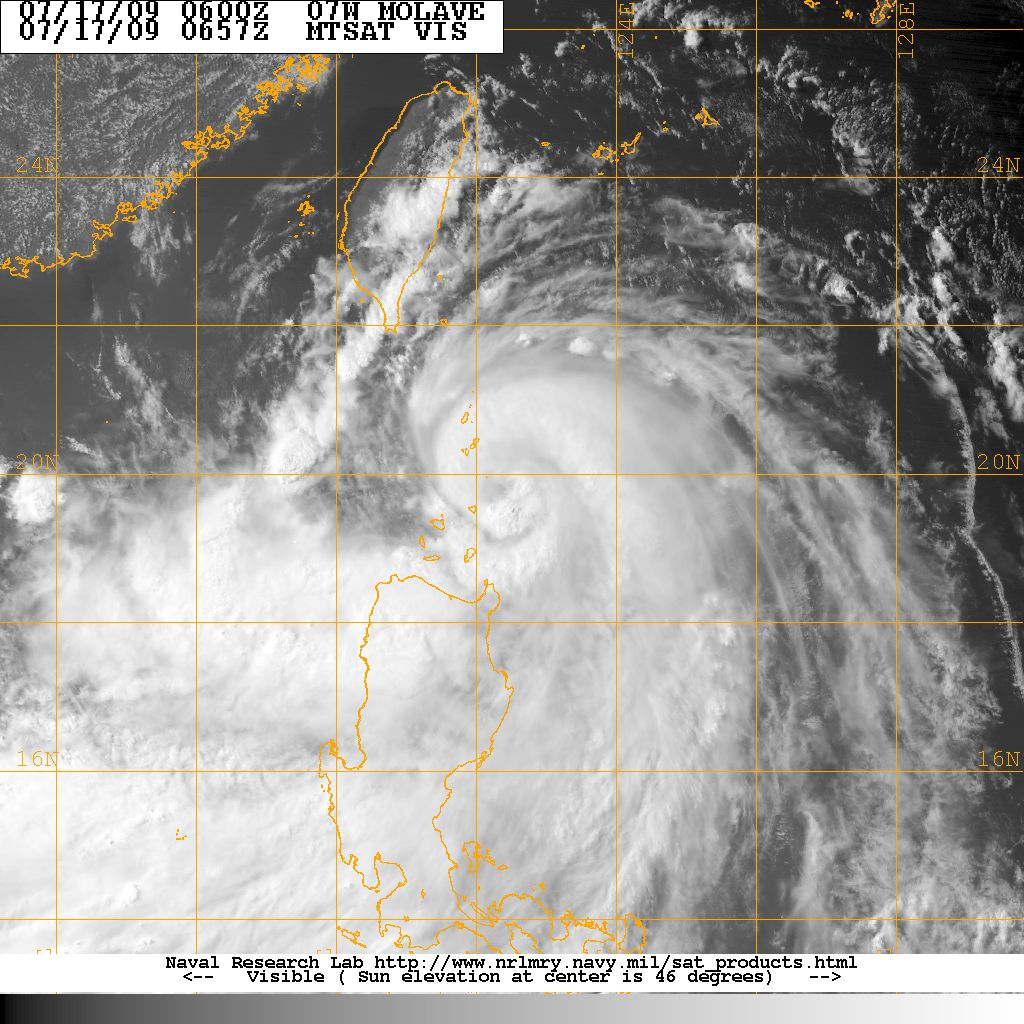 07/17/09 0600Z 07W MOLAVE
07/17/09 0657Z MTSAT VIS
124E
128E
24N
24N
20N
20N
16N
16N
Naval Research Lab http://www.nrlmry.navy.mil/sat_products.html
<-- Visible ( Sun elevation at center is 46 degrees) -->